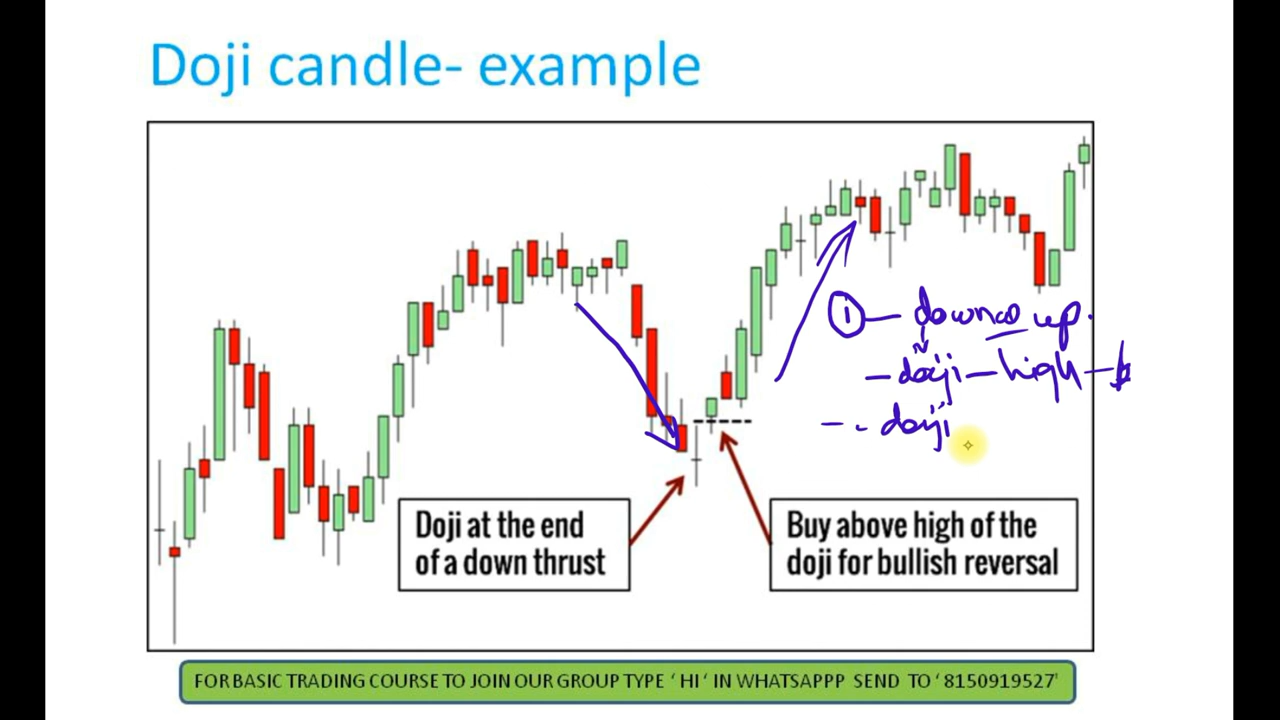 Doji candle- example
① — down up.
— doji — high — b
— . doji
Doji at the end
of a down thrust
Buy above high of the
doji for bullish reversal
FOR BASIC TRADING COURSE TO JOIN OUR GROUP TYPE ‘ HI ‘ IN WHATSAPPP SEND TO ‘ 8150919527'